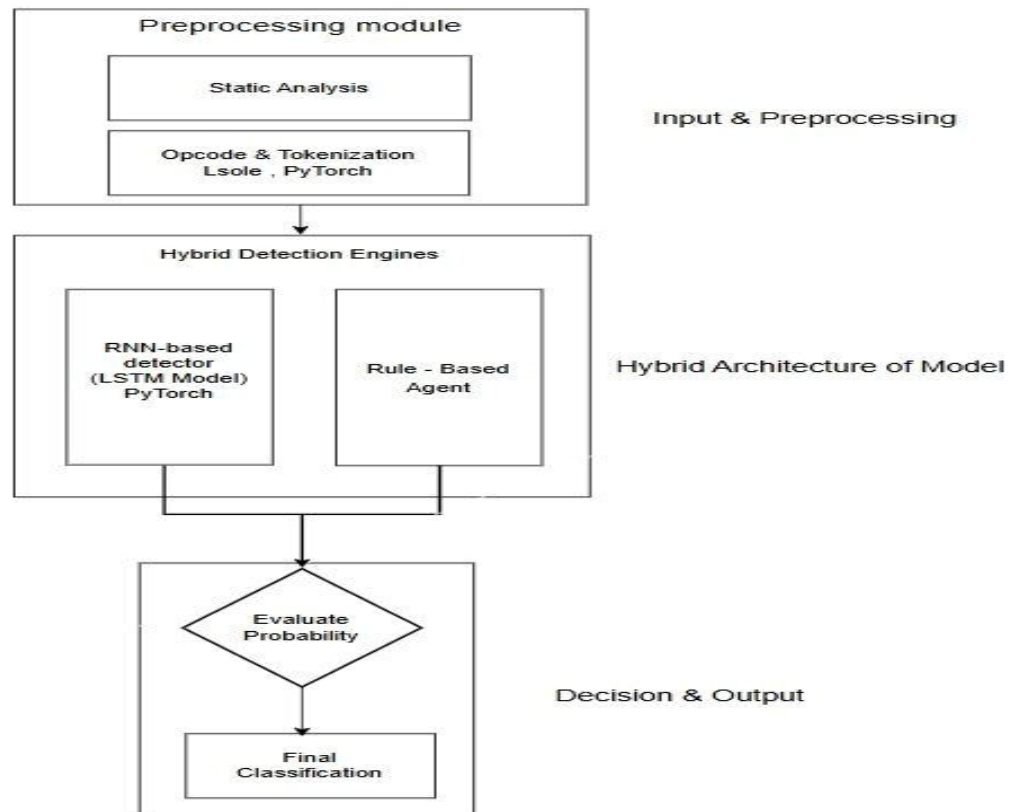 Preprocessing module
Static Analysis
Opcode & Tokenization
Lsole , PyTorch
Input & Preprocessing
Hybrid Detection Engines
RNN-based
detector
(LSTM Model)
PyTorch
Rule - Based
Agent
Hybrid Architecture of Model
Evaluate
Probability
Decision & Output
Final
Classification